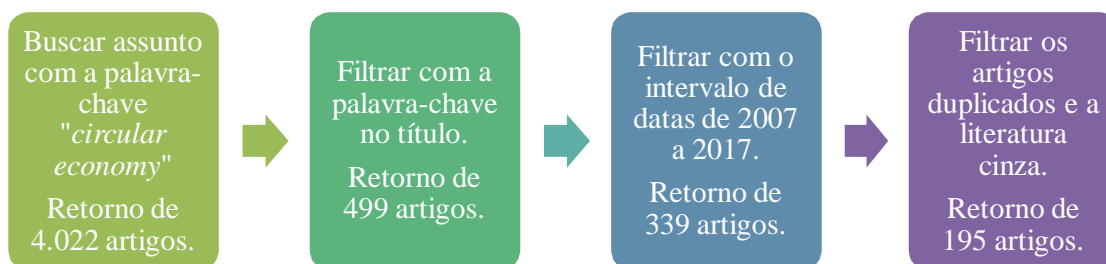 Buscar assunto
com a palavra-
chave
"circular
economy"
Retorno de
4.022 artigos.
Filtrar com a
palavra-chave
no título.
Retorno de
499 artigos.
Filtrar com o
intervalo de
datas de 2007
a 2017.
Retorno de
339 artigos.
Filtrar os
artigos
duplicados e a
literatura
cinza.
Retorno de
195 artigos.